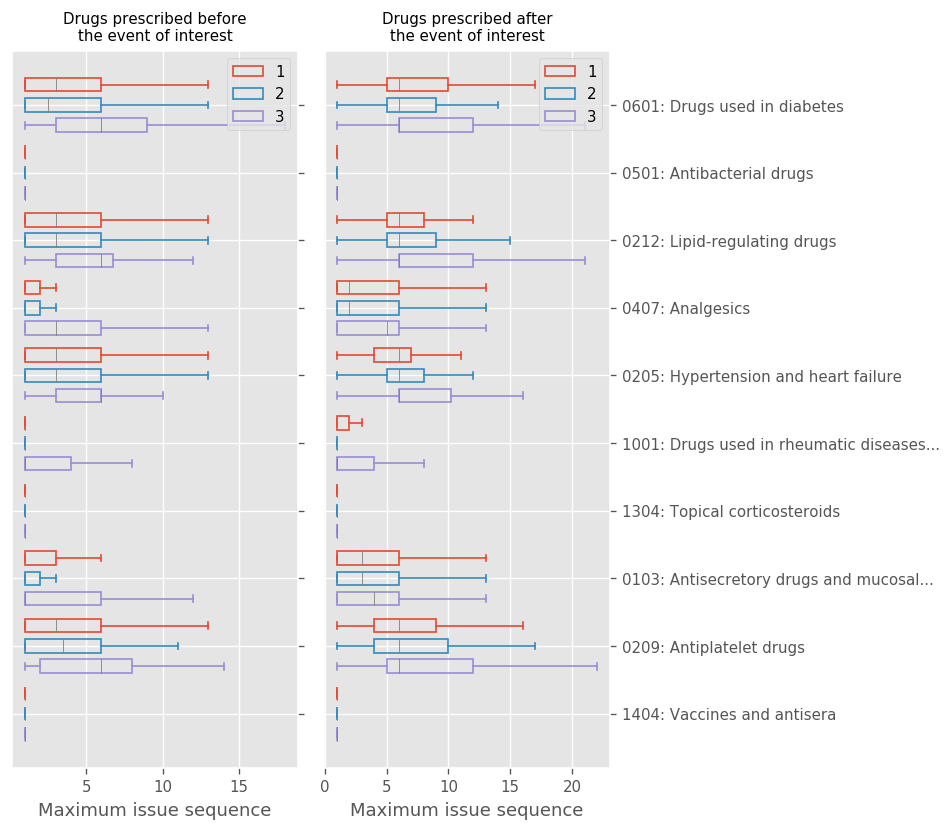 Drugs prescribed before
the event of interest
Drugs prescribed after
the event of interest
1
2
3
1
2
3
0601: Drugs used in diabetes
0501: Antibacterial drugs
0212: Lipid-regulating drugs
0407: Analgesics
0205: Hypertension and heart failure
1001: Drugs used in rheumatic diseases...
1304: Topical corticosteroids
0103: Antisecretory drugs and mucosal...
0209: Antiplatelet drugs
1404: Vaccines and antisera
5 10 15
0 5 10 15 20
Maximum issue sequence
Maximum issue sequence